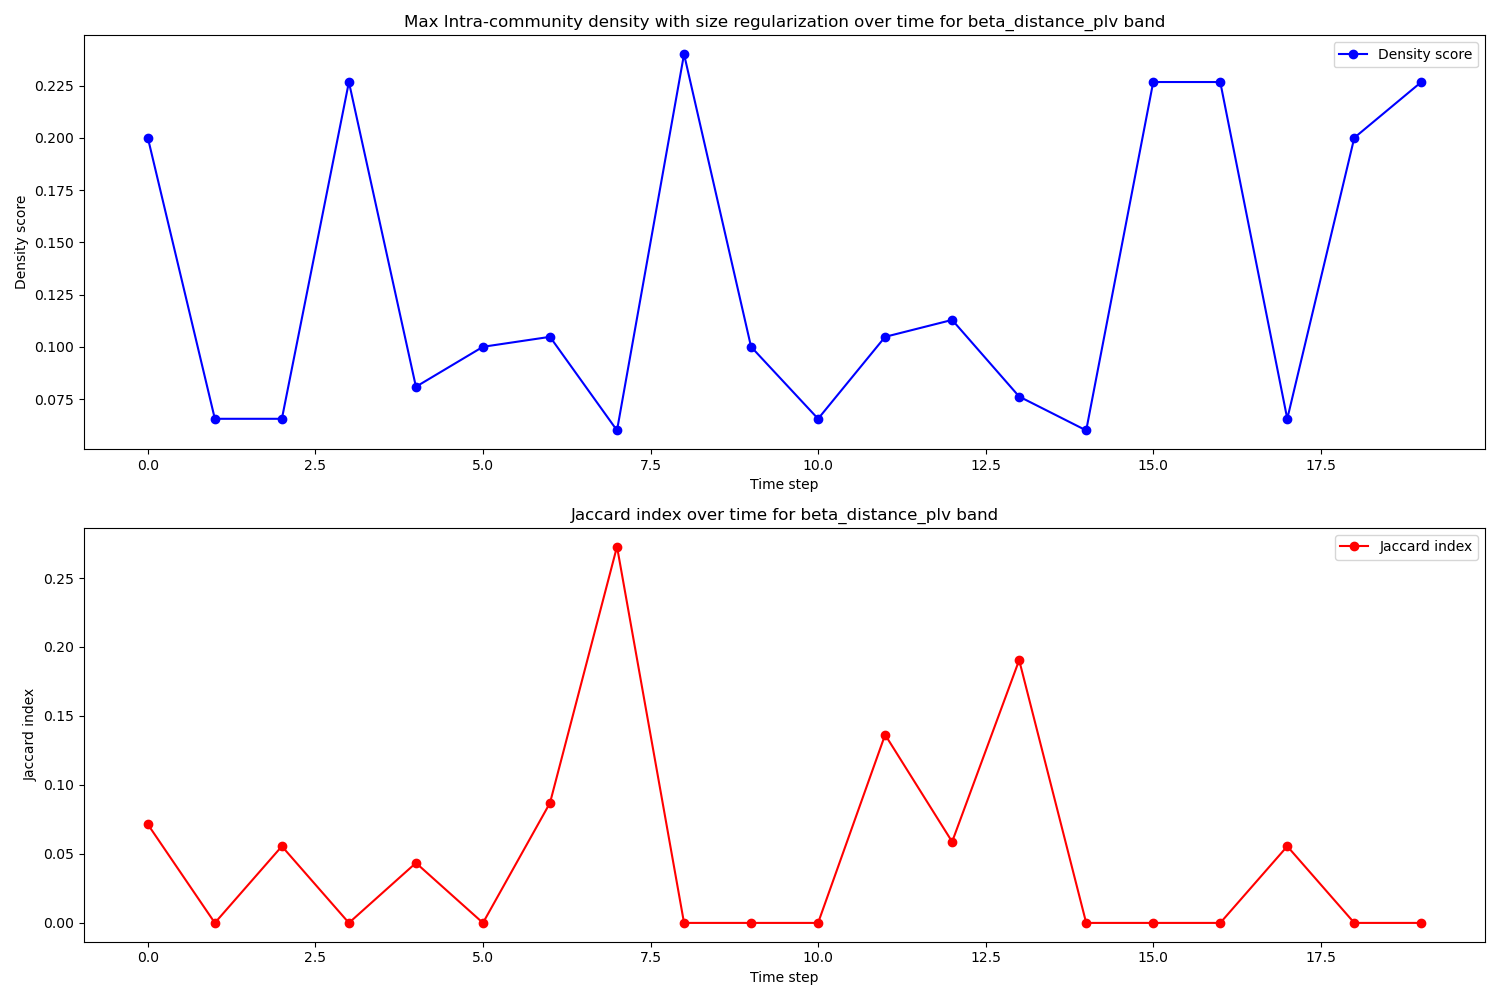 Max Intra-community density with size regularization over time for beta_distance_plv band
Density score
0.225
0.200
0.175
0.150
0.125
0.100
0.075
Density score
0.0 2.5 5.0 7.5 10.0 12.5 15.0 17.5
Time step
Jaccard index over time for beta_distance_plv band
Jaccard index
0.25
0.20
0.15
0.10
0.05
0.00
Jaccard index
0.0 2.5 5.0 7.5 10.0 12.5 15.0 17.5
Time step